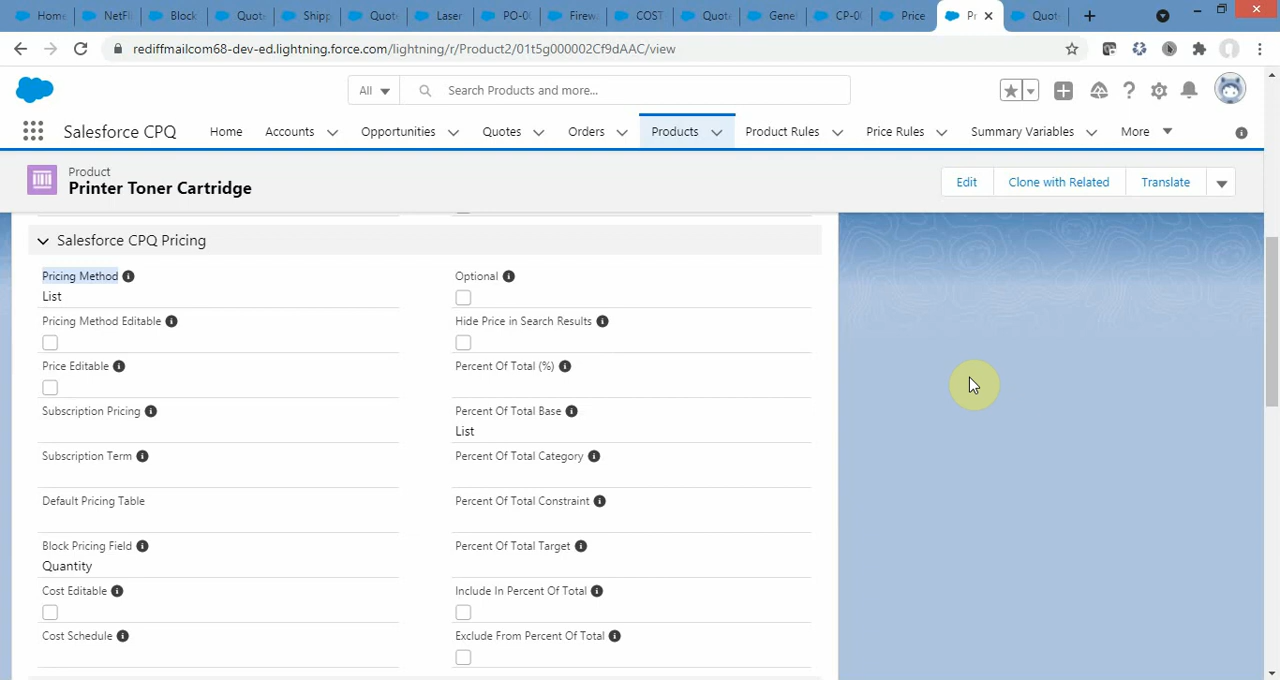 Home
NetFl
Block
Quot
Shipp
Quot
Laser
PO-0
Firew
COST
Quot
Gene
CP-0
Price
Pr
Quot
rediffmailcom68-dev-ed.lightning.force.com/lightning/r/Product2/01t5g000002Cf9dAAC/view
All
Search Products and more...
Salesforce CPQ
Home
Accounts
Opportunities
Quotes
Orders
Products
Product Rules
Price Rules
Summary Variables
More
Product
Printer Toner Cartridge
Edit
Clone with Related
Translate
Salesforce CPQ Pricing
Pricing Method
List
Optional
Pricing Method Editable
Hide Price in Search Results
Price Editable
Percent Of Total (%)
Subscription Pricing
Percent Of Total Base
List
Subscription Term
Percent Of Total Category
Default Pricing Table
Percent Of Total Constraint
Block Pricing Field
Quantity
Percent Of Total Target
Cost Editable
Include In Percent Of Total
Cost Schedule
Exclude From Percent Of Total